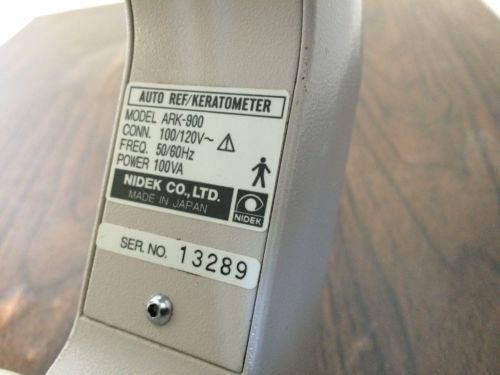 AUTO REF/KERATOMETER
MODEL ARK-900
CONN. 100/120V~
FREQ. 50/60Hz
POWER 100VA
NIDEK CO., LTD.
MADE IN JAPAN
NIDEK
SER. NO. 13289